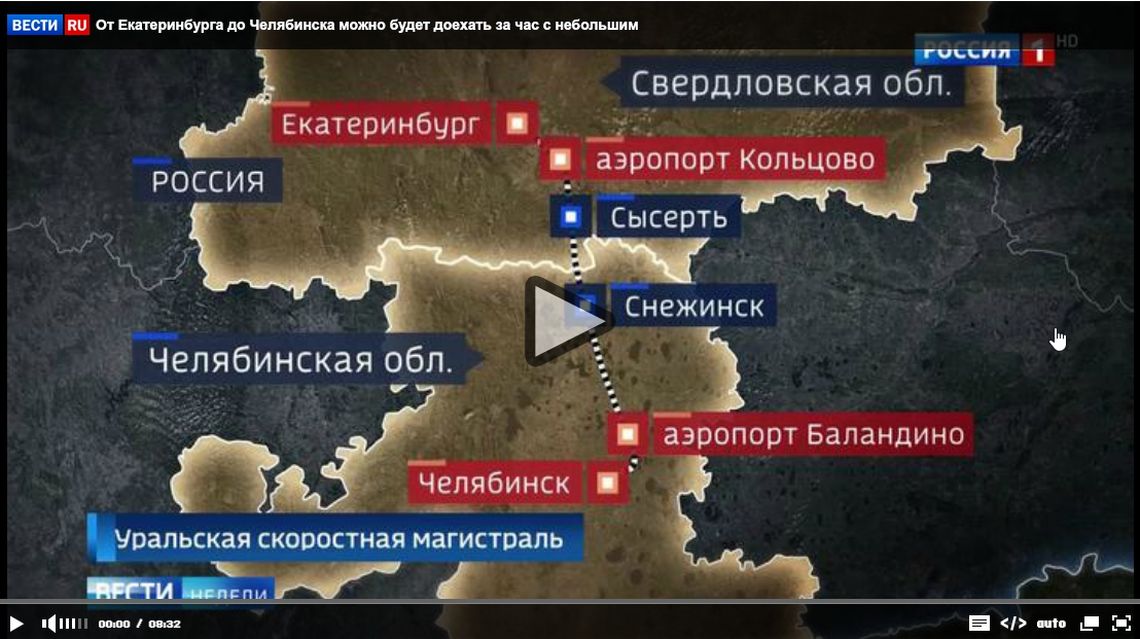 ВЕСТИ RU От Екатеринбурга до Челябинска можно будет доехать за час с небольшим
РОССИЯ 1 HD
Свердловская обл.
Екатеринбург
аэропорт Кольцово
РОССИЯ
Сысерть
Снежинск
Челябинская обл.
аэропорт Баландино
Челябинск
Уральская скоростная магистраль
ВЕСТИ НЕДЕЛИ
00:00 / 08:32
</> auto